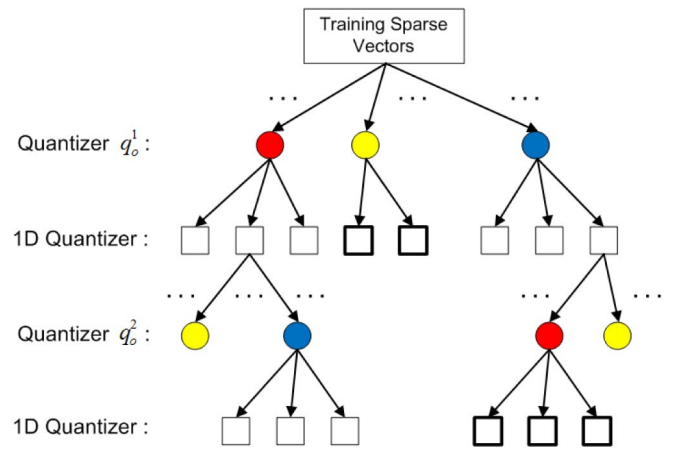 Training Sparse
Vectors
... ... ...
Quantizer q_o^1 :
1D Quantizer :
... ... ... ... ...
Quantizer q_o^2 :
1D Quantizer :